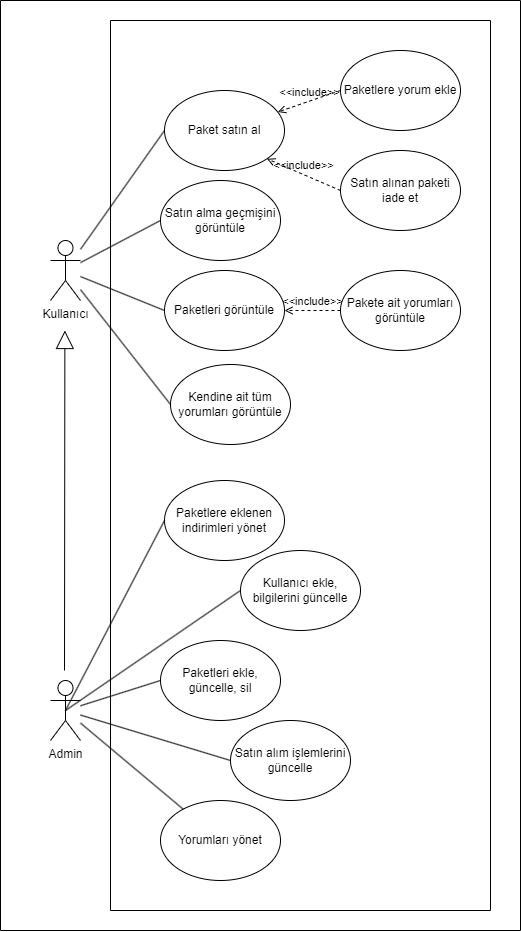 <<include>>
Paketlere yorum ekle
Paket satın al
<<include>>
Satın alınan paketi
iade et
Satın alma geçmişini
görüntüle
Kullanıcı
Paketleri görüntüle
<<include>>
Pakete ait yorumları
görüntüle
Kendine ait tüm
yorumları görüntüle
Paketlere eklenen
indirimleri yönet
Kullanıcı ekle,
bilgilerini güncelle
Paketleri ekle,
güncelle, sil
Admin
Satın alım işlemlerini
güncelle
Yorumları yönet